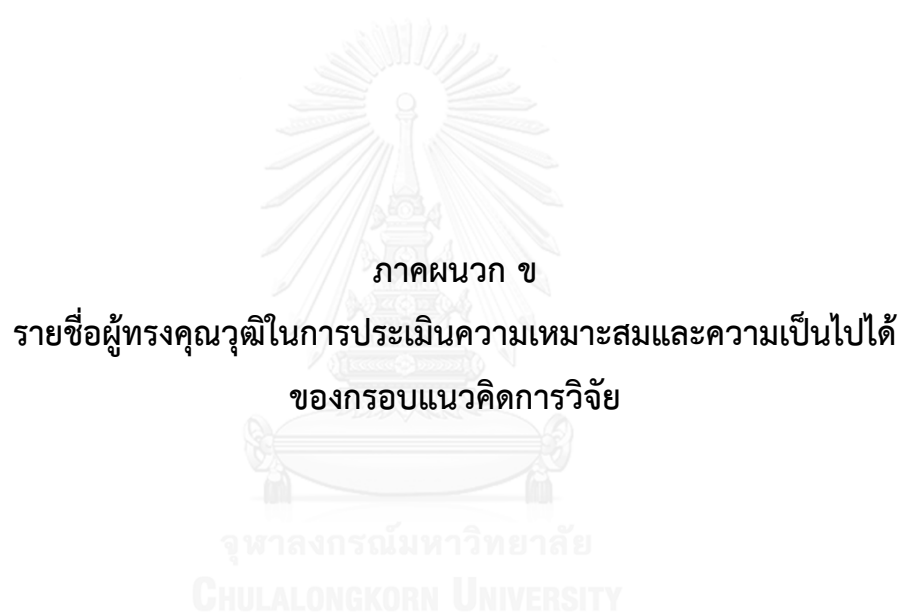 ภาคผนวก ข
รายชื่อผู้ทรงคุณวุฒิในการประเมินความเหมาะสมและความเป็นไปได้
ของกรอบแนวคิดการวิจัย
จุฬาลงกรณ์มหาวิทยาลัย
CHULALONGKORN UNIVERSITY